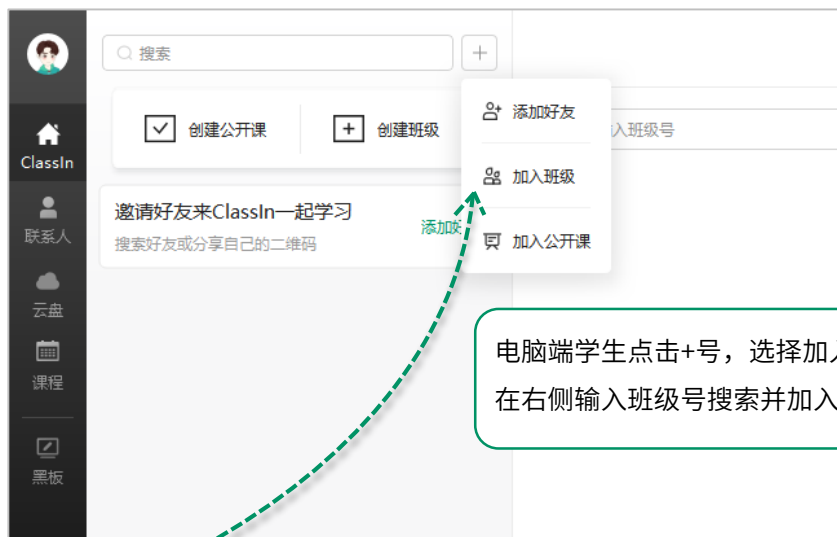 搜索
创建公开课
创建班级
添加好友
加入班级
加入公开课
入班级号
ClassIn
联系人
云盘
课程
黑板
邀请好友来ClassIn一起学习
搜索好友或分享自己的二维码
添加好
电脑端学生点击+号，选择加入
在右侧输入班级号搜索并加入